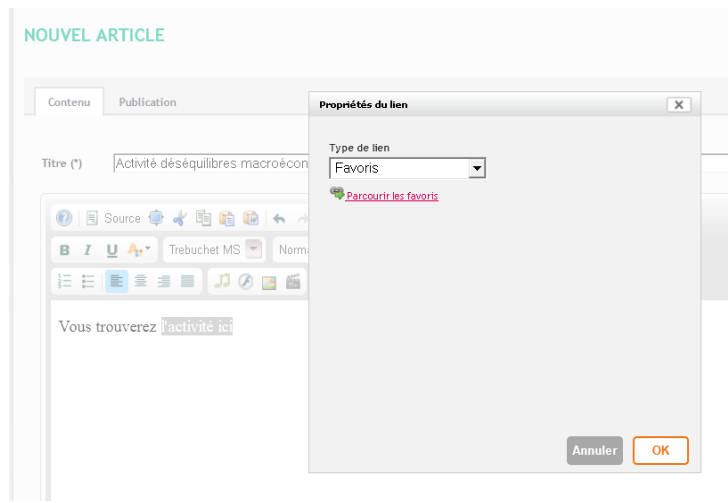 NOUVEL ARTICLE
Contenu
Publication
Propriétés du lien
Type de lien
Titre (*)
Activité déséquilibres macroécon
Favoris
Parcourir les favoris
Source
B I U
Trebuchet MS
Norma
Vous trouverez l'activité ici
Annuler
OK